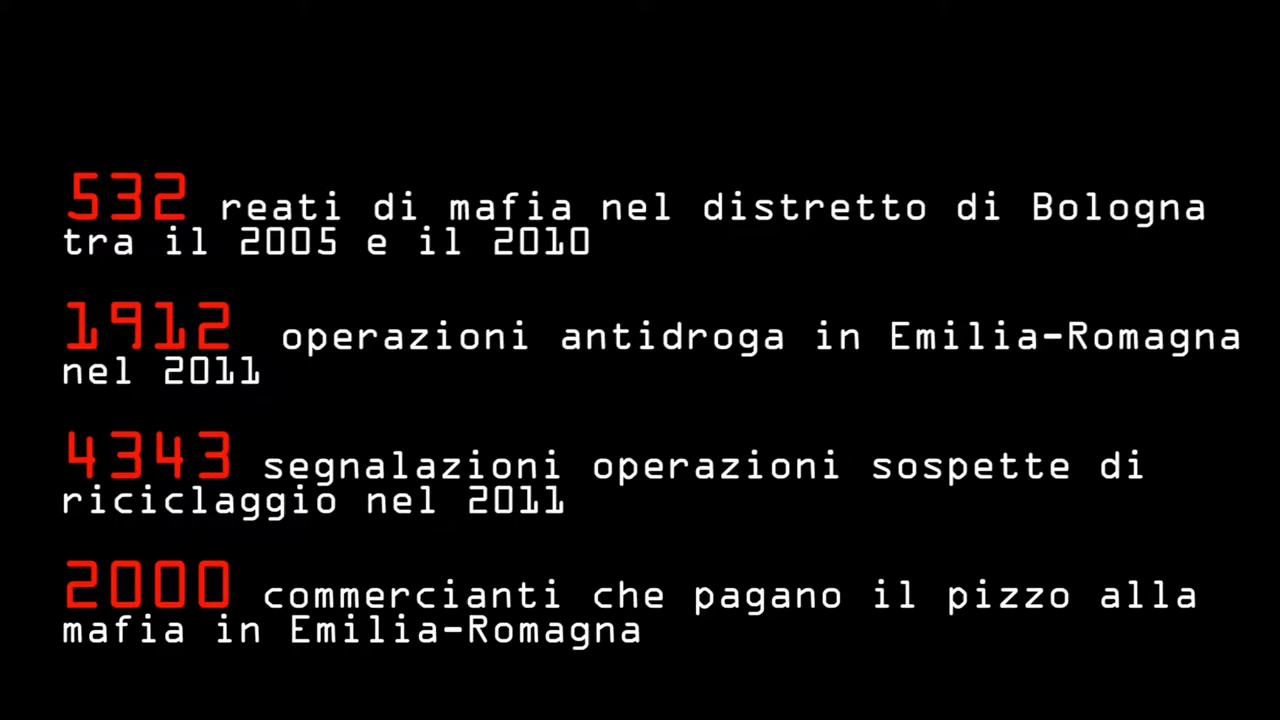 532 reati di mafia nel distretto di Bologna
tra il 2005 e il 2010
1912 operazioni antidroga in Emilia-Romagna
nel 2011
4343 segnalazioni operazioni sospette di
riciclaggio nel 2011
2000 commercianti che pagano il pizzo alla
mafia in Emilia-Romagna